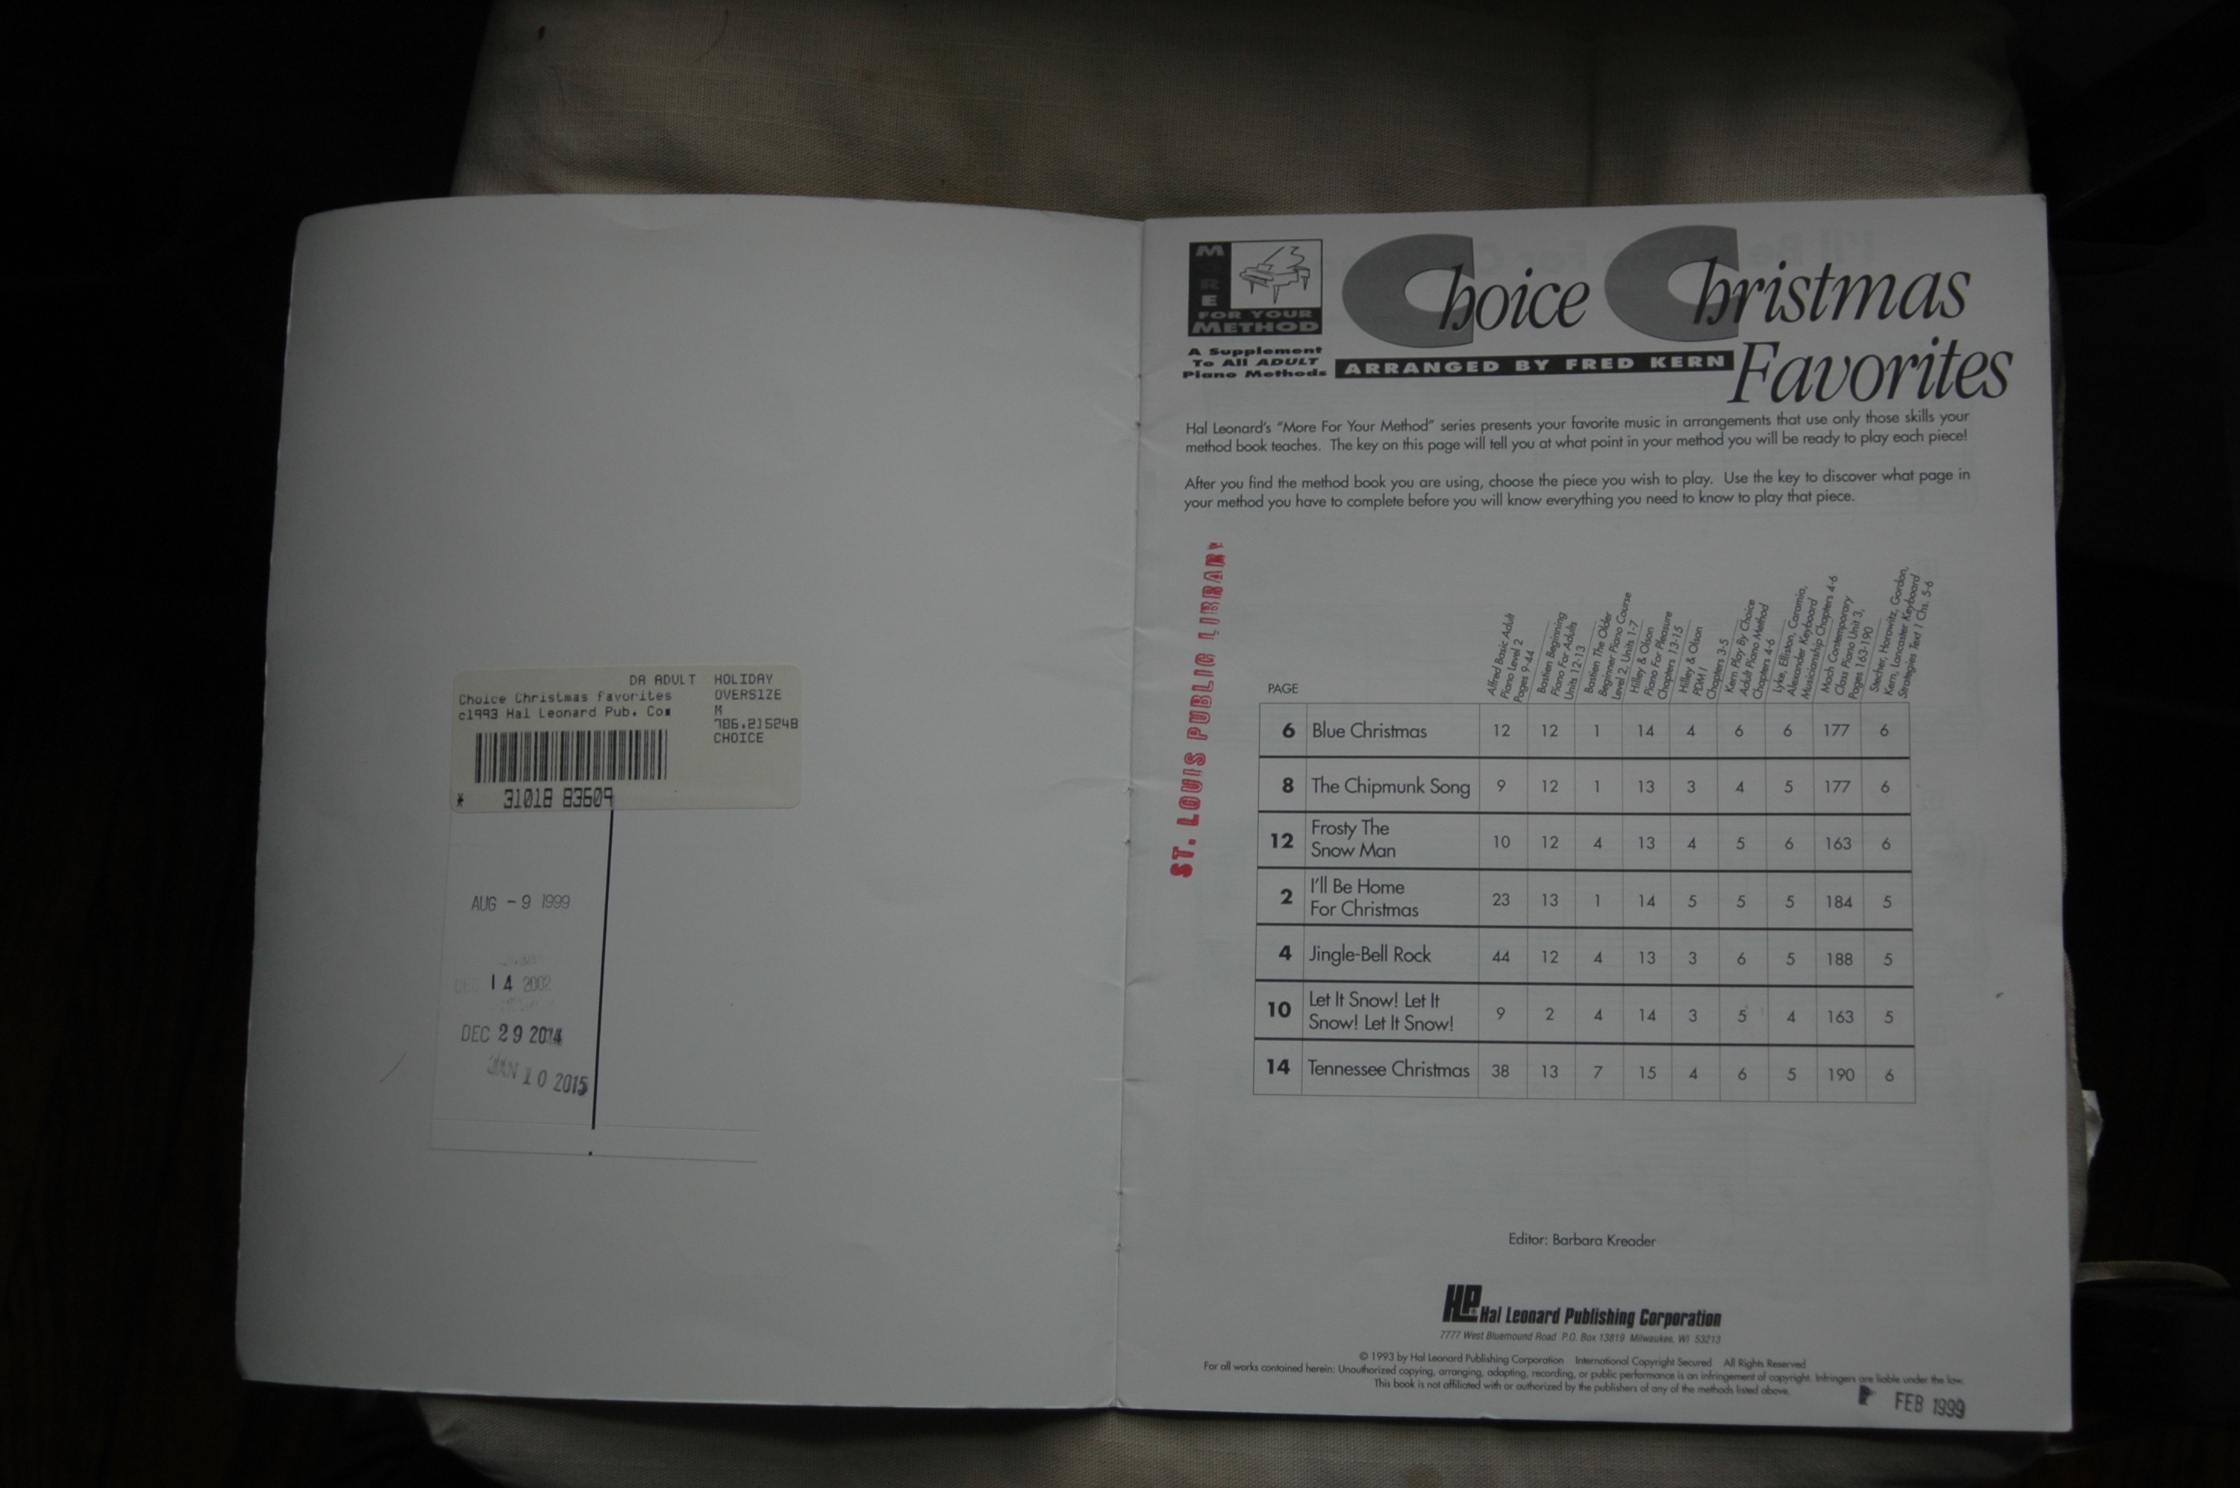 DA ADULT HOLIDAY
Choice Christmas favorites OVERSIZE
c1993 Hal Leonard Pub. Co M
786.215248
CHOICE
* 31018 83609
AUG - 9 1999
DEC 14 2002
DEC 29 2014
JAN 10 2015
MORE
FOR YOUR
METHOD
A Supplement
To All ADULT
Piano Methods
Choice Christmas
Favorites
ARRANGED BY FRED KERN
Hal Leonard's "More For Your Method" series presents your favorite music in arrangements that use only those skills your
method book teaches. The key on this page will tell you at what point in your method you will be ready to play each piece!
After you find the method book you are using, choose the piece you wish to play. Use the key to discover what page in
your method you have to complete before you will know everything you need to know to play that piece.
ST. LOUIS PUBLIC LIBRARY
PAGE
Alfred Basic Adult
Piano Level 2
Pages 9-44
Bastien Beginning
Piano For Adults
Units 12-13
Bastien The Older
Beginner Piano Course
Level 2: Units 1-7
Hilley & Olson
Piano For Pleasure
Chapters 13-15
Hilley & Olson
PDM I
Chapters 3-5
Kern Play By Choice
Adult Piano Method
Chapters 4-6
Lyke, Elliston, Caramia,
Alexander Keyboard
Musicianship Chapters 4-6
Mach Contemporary
Class Piano Unit 3,
Pages 163-190
Stecher, Horowitz, Gordon,
Kern, Lancaster Keyboard
Strategies Text I Chs. 5-6
6 Blue Christmas 12 12 1 14 4 6 6 177 6
8 The Chipmunk Song 9 12 1 13 3 4 5 177 6
12 Frosty The
Snow Man 10 12 4 13 4 5 6 163 6
2 I'll Be Home
For Christmas 23 13 1 14 5 5 5 184 5
4 Jingle-Bell Rock 44 12 4 13 3 6 5 188 5
10 Let It Snow! Let It
Snow! Let It Snow! 9 2 4 14 3 5 4 163 5
14 Tennessee Christmas 38 13 7 15 4 6 5 190 6
Editor: Barbara Kreader
HL Hal Leonard Publishing Corporation
7777 West Bluemound Road P.O. Box 13819 Milwaukee, WI 53213
© 1993 by Hal Leonard Publishing Corporation International Copyright Secured All Rights Reserved
For all works contained herein: Unauthorized copying, arranging, adapting, recording, or public performance is an infringement of copyright. Infringers are liable under the law.
This book is not affiliated with or authorized by the publishers of any of the methods listed above.
FEB 1999